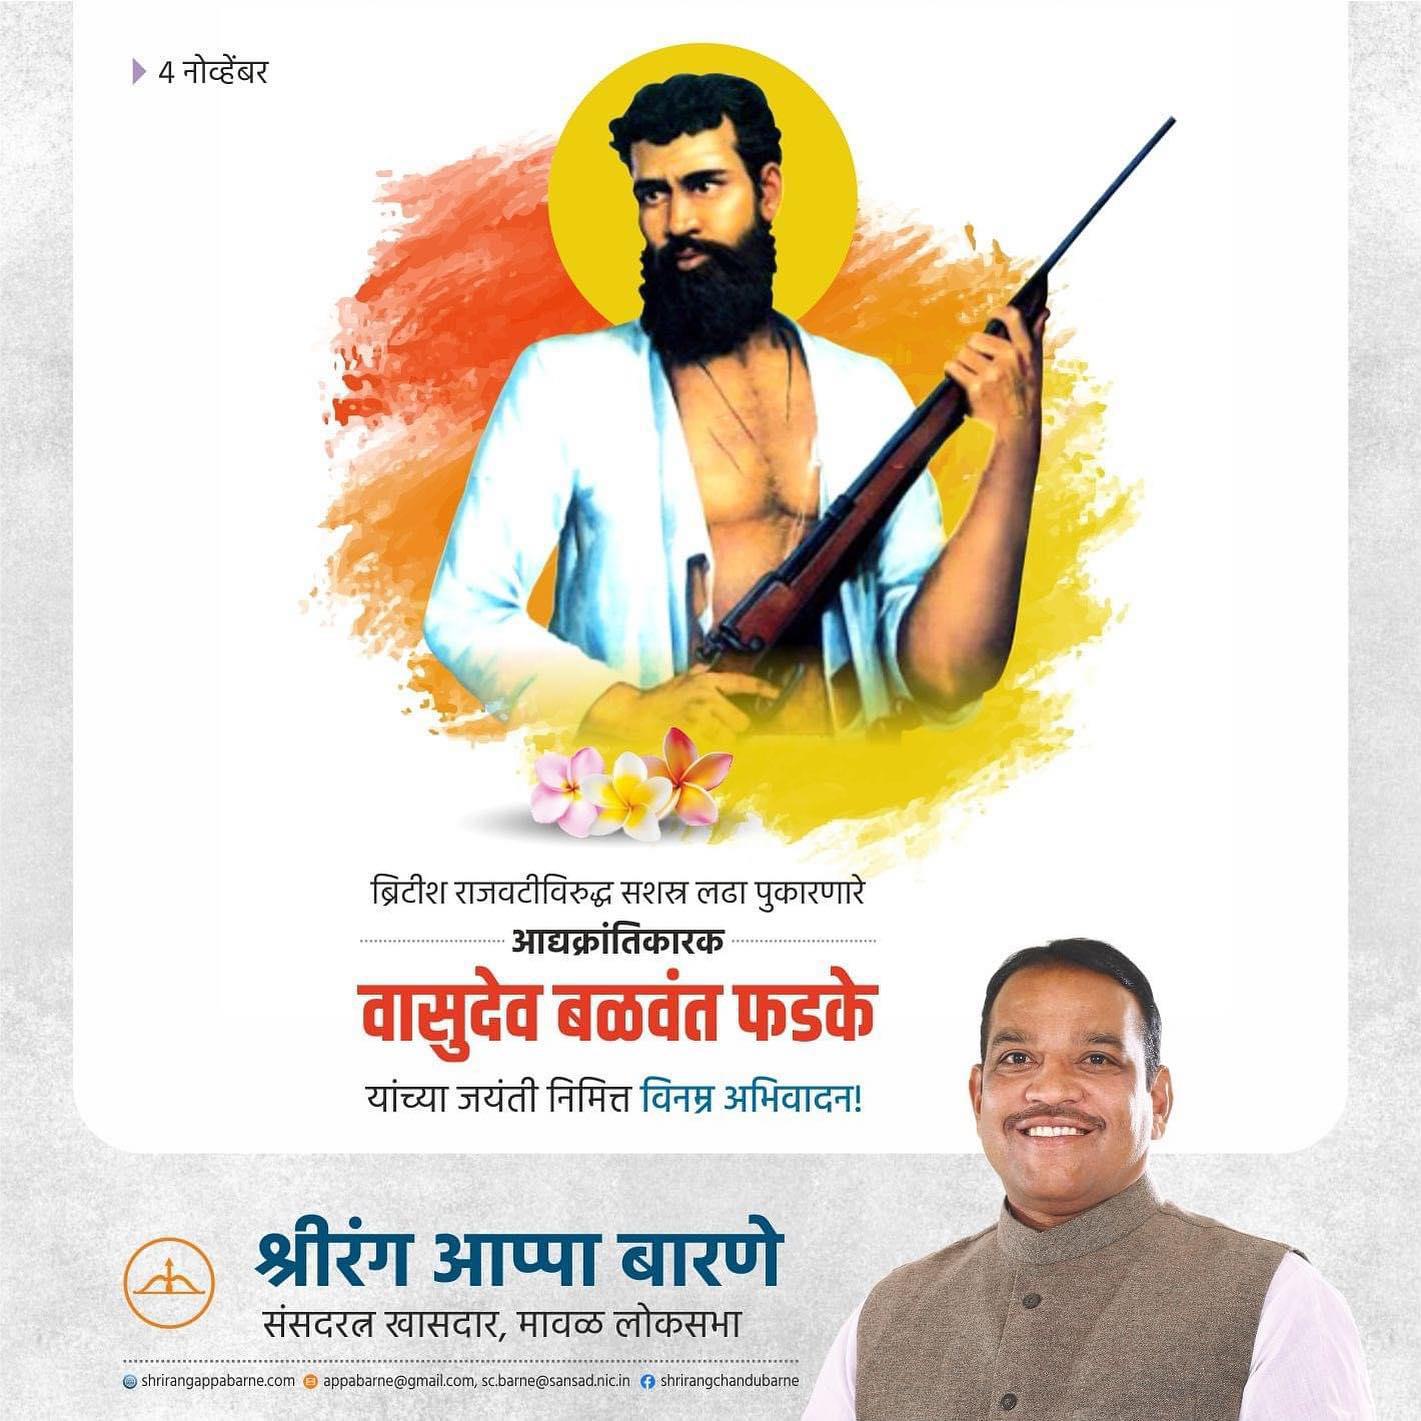 4 नोव्हेंबर
ब्रिटीश राजवटीविरुद्ध सशस्त्र लढा पुकारणारे
आद्यक्रांतिकारक
वासुदेव बळवंत फडके
यांच्या जयंती निमित्त विनम्र अभिवादन!
श्रीरंग आप्पा बारणे
संसदरत्न खासदार, मावळ लोकसभा
shrirangappabarne.com appabarne@gmail.com, sc.barne@sansad.nic.in shrirangchandubarne